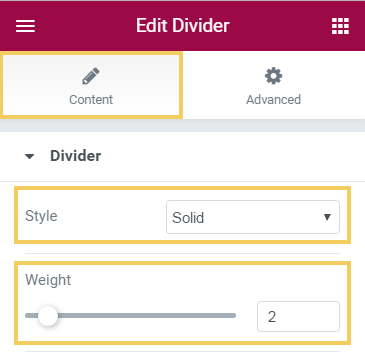 Edit Divider
Content
Advanced
Divider
Style
Solid
Weight
2